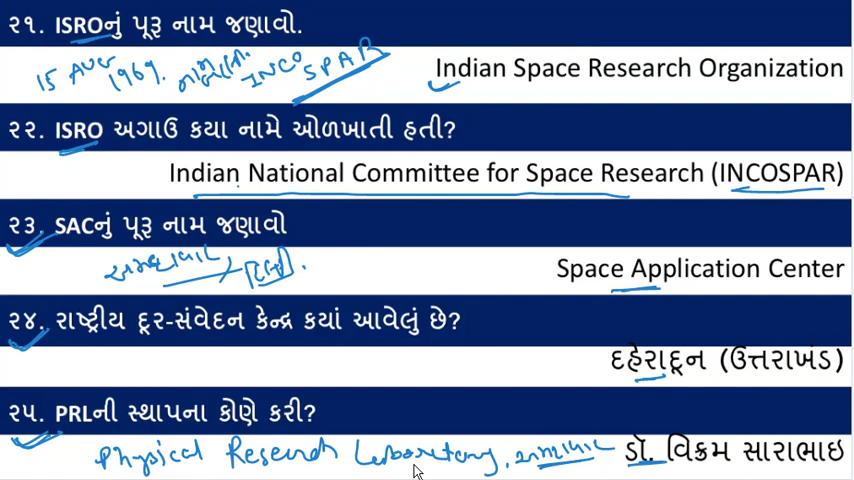 ૨૧. ISROનું પૂરૂ નામ જણાવો.
15 AUG 1969. INCOSPAR
Indian Space Research Organization
૨૨. ISRO અગાઉ કયા નામે ઓળખાતી હતી?
Indian National Committee for Space Research (INCOSPAR)
૨૩. SACનું પૂરૂ નામ જણાવો
અમદાવાદ
Space Application Center
૨૪. રાષ્ટ્રીય દૂર-સંવેદન કેન્દ્ર કયાં આવેલું છે?
દહેરાદૂન (ઉત્તરાખંડ)
૨૫. PRLની સ્થાપના કોણે કરી?
Physical Research Laboratory, અમદાવાદ ડૉ. વિક્રમ સારાભાઇ